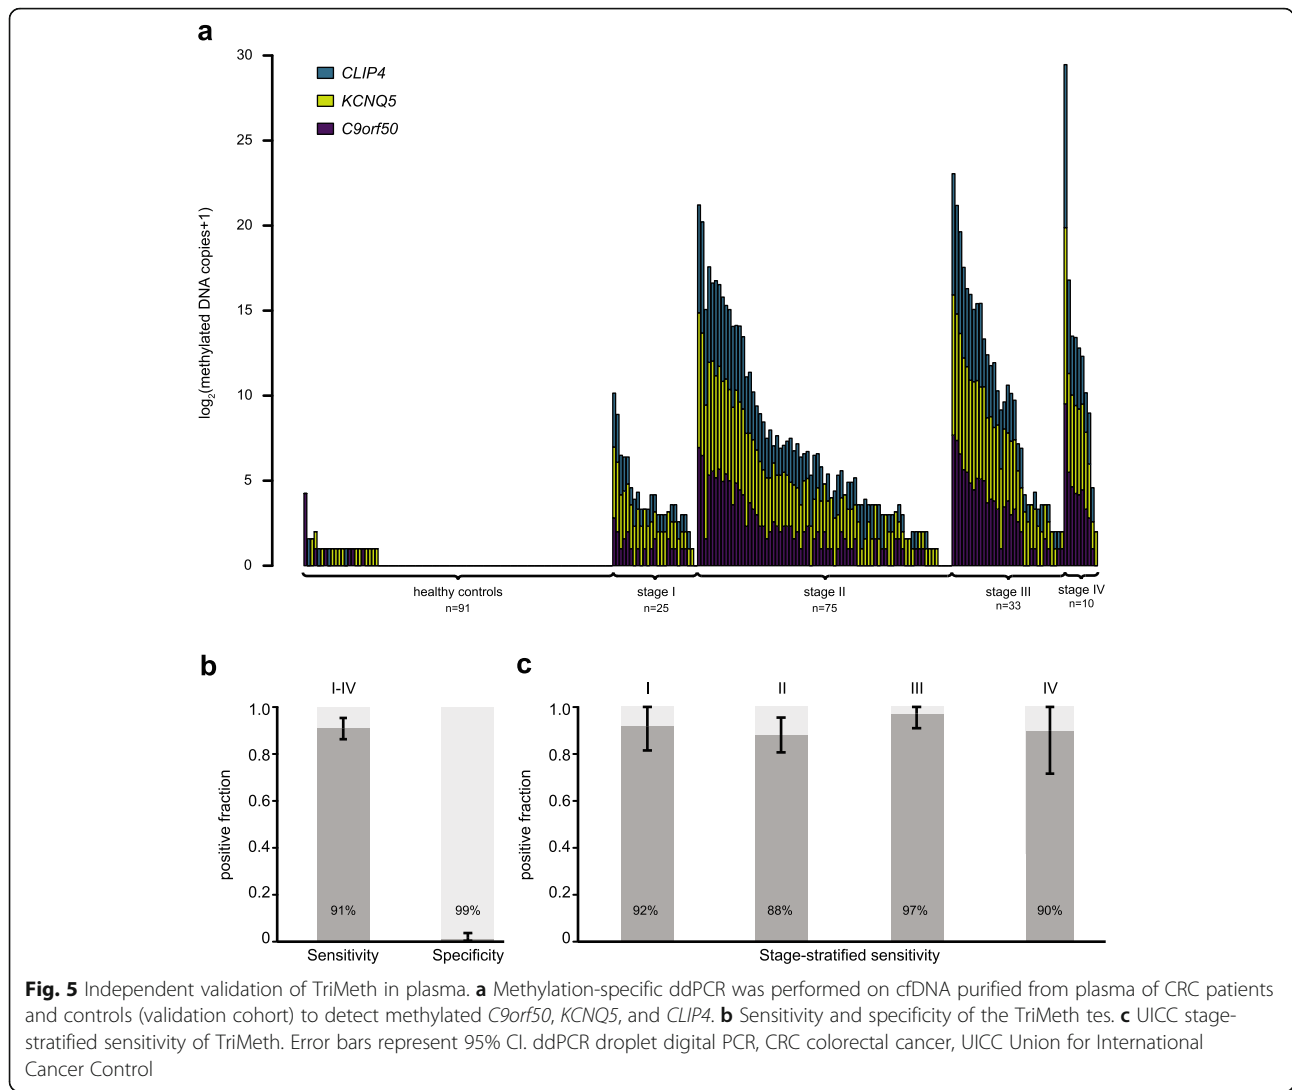 a
30
25
20
15
10
5
0
log2(methylated DNA copies+1)
CLIP4
KCNQ5
C9orf50
healthy controls
n=91
stage I
n=25
stage II
n=75
stage III
n=33
stage IV
n=10
b
I-IV
1.0
0.8
0.6
0.4
0.2
0
positive fraction
91%
99%
Sensitivity
Specificity
c
I
II
III
IV
1.0
0.8
0.6
0.4
0.2
0
positive fraction
92%
88%
97%
90%
Stage-stratified sensitivity
Fig. 5 Independent validation of TriMeth in plasma. a Methylation-specific ddPCR was performed on cfDNA purified from plasma of CRC patients
and controls (validation cohort) to detect methylated C9orf50, KCNQ5, and CLIP4. b Sensitivity and specificity of the TriMeth tes. c UICC stage-
stratified sensitivity of TriMeth. Error bars represent 95% CI. ddPCR droplet digital PCR, CRC colorectal cancer, UICC Union for International
Cancer Control